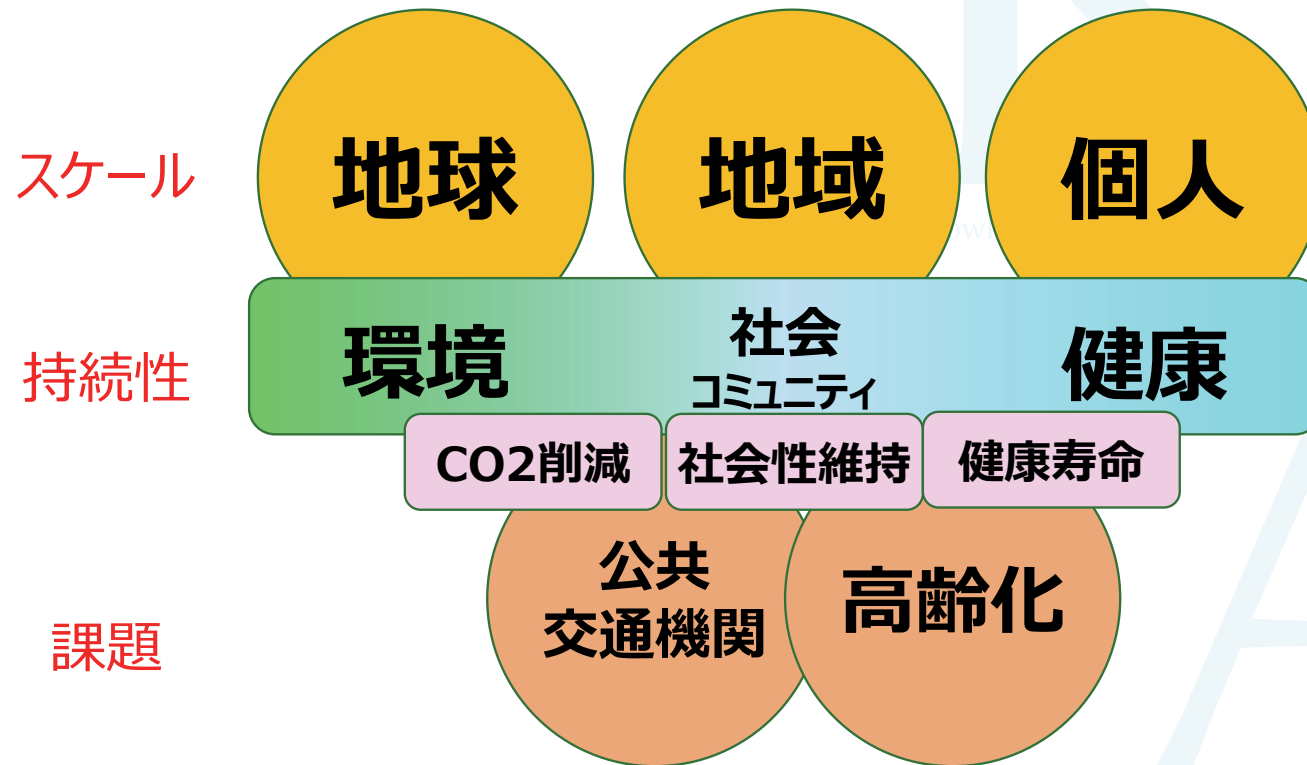 スケール
地球
地域
個人
持続性
環境
社会
コミュニティ
健康
CO2削減
社会性維持
健康寿命
課題
公共
交通機関
高齢化